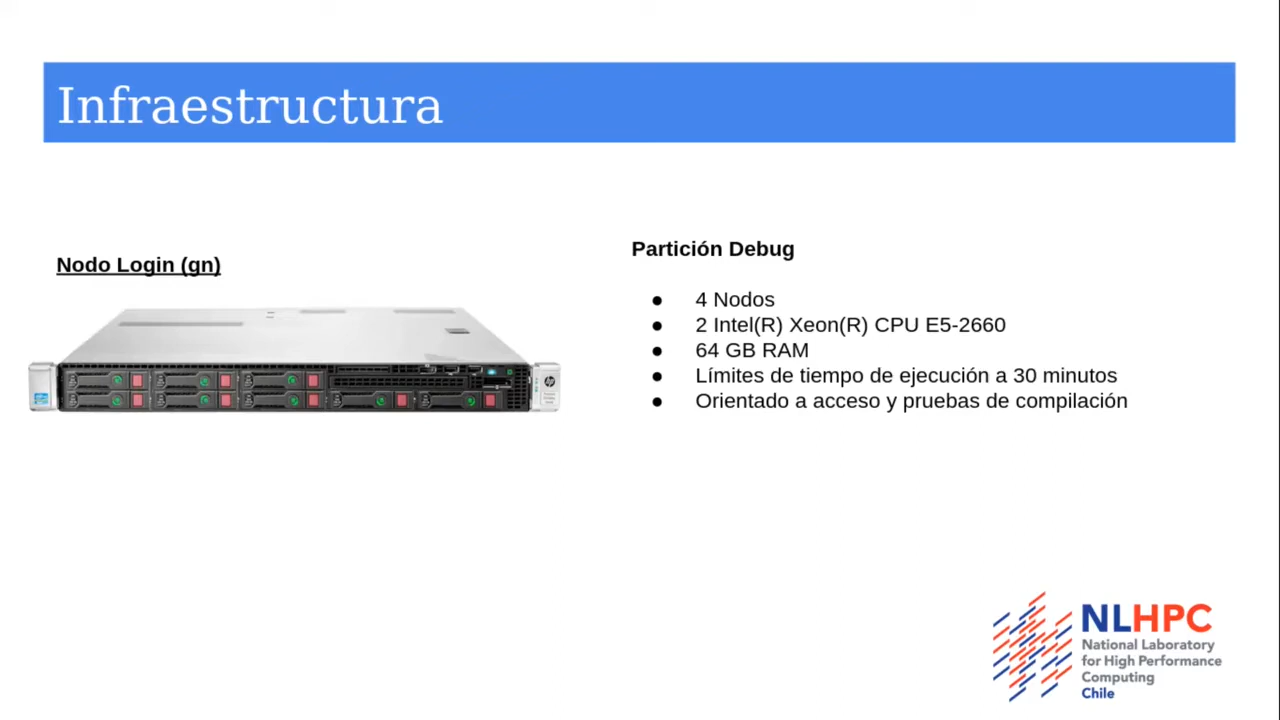 Infraestructura
Nodo Login (gn)
Partición Debug
● 4 Nodos
● 2 Intel(R) Xeon(R) CPU E5-2660
● 64 GB RAM
● Límites de tiempo de ejecución a 30 minutos
● Orientado a acceso y pruebas de compilación
NLHPC
National Laboratory
for High Performance
Computing
Chile